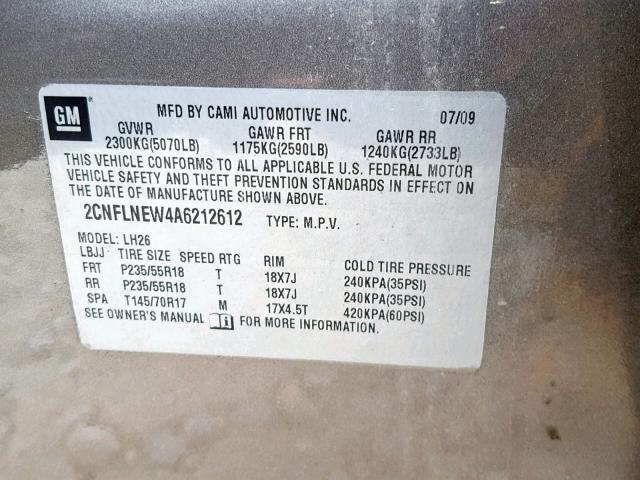 GM
MFD BY CAMI AUTOMOTIVE INC. 07/09
GVWR GAWR FRT GAWR RR
2300KG(5070LB) 1175KG(2590LB) 1240KG(2733LB)
THIS VEHICLE CONFORMS TO ALL APPLICABLE U.S. FEDERAL MOTOR
VEHICLE SAFETY AND THEFT PREVENTION STANDARDS IN EFFECT ON
THE DATE OF MANUFACTURE SHOWN ABOVE.
2CNFLNEW4A6212612 TYPE: M.P.V.
MODEL: LH26
LBJJ TIRE SIZE SPEED RTG RIM COLD TIRE PRESSURE
FRT P235/55R18 T 18X7J 240KPA(35PSI)
RR P235/55R18 T 18X7J 240KPA(35PSI)
SPA T145/70R17 M 17X4.5T 420KPA(60PSI)
SEE OWNER'S MANUAL FOR MORE INFORMATION.